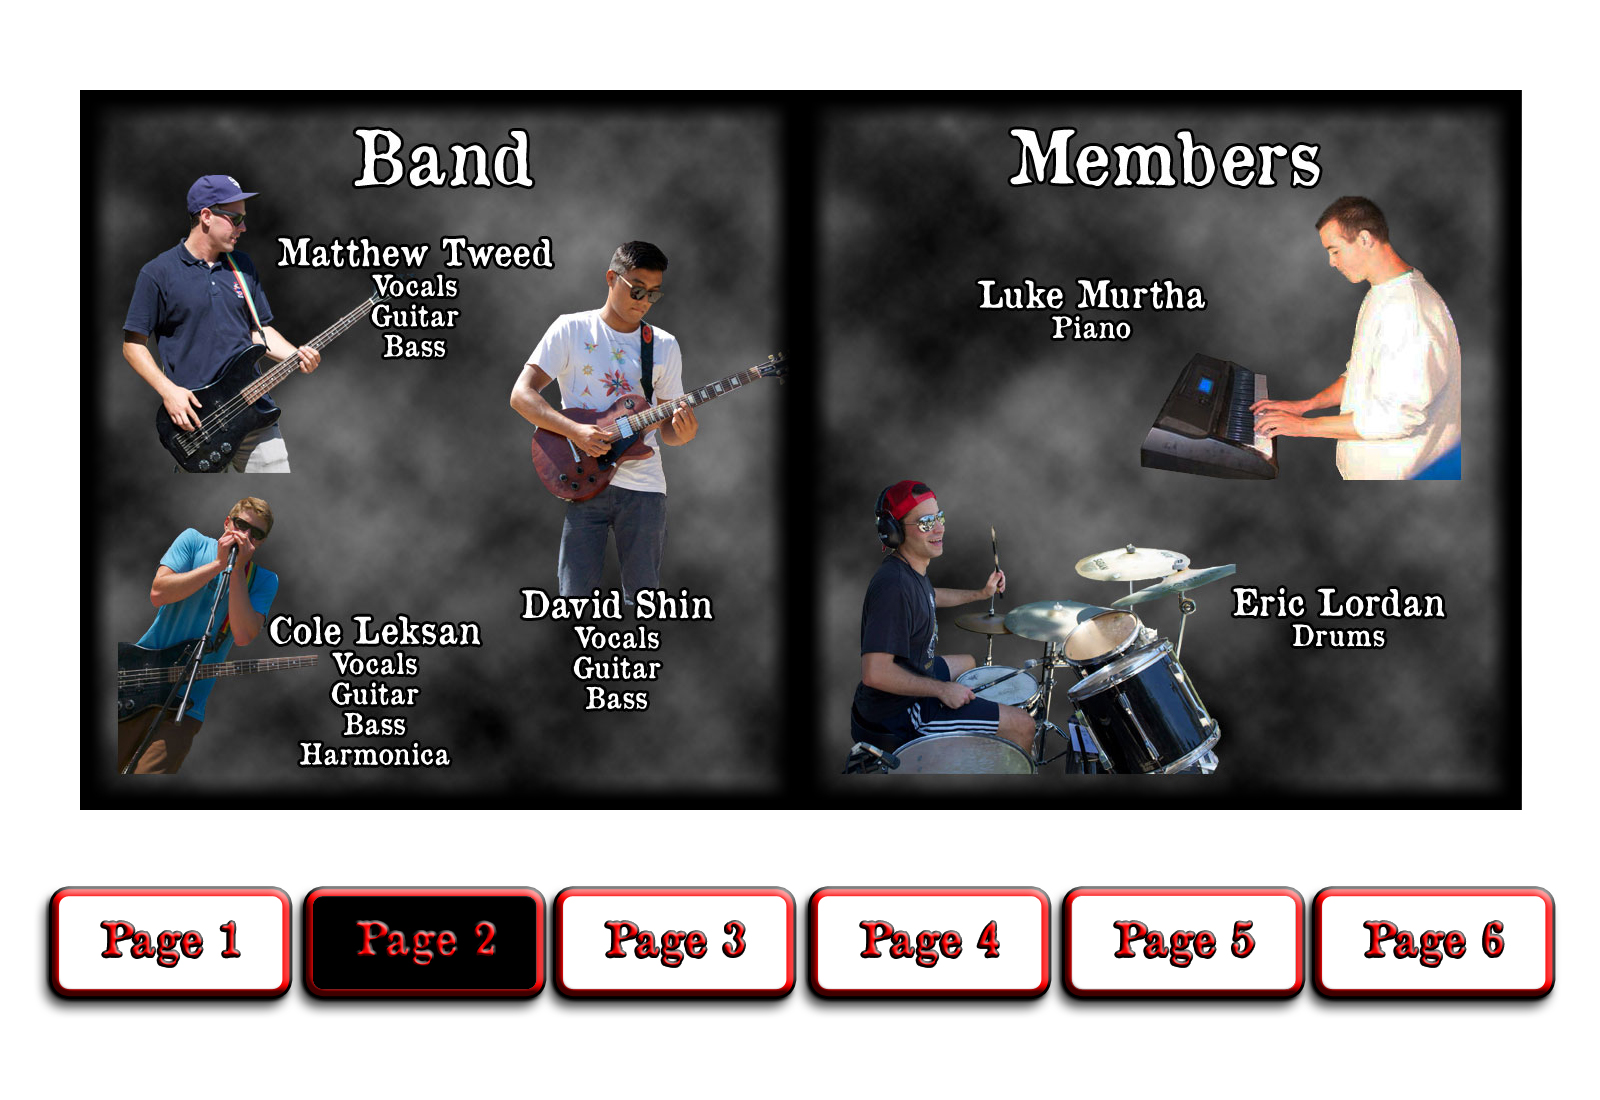 Band
Members
Matthew Tweed
Vocals
Guitar
Bass
Cole Leksan
Vocals
Guitar
Bass
Harmonica
David Shin
Vocals
Guitar
Bass
Luke Murtha
Piano
Eric Lordan
Drums
Page 1
Page 2
Page 3
Page 4
Page 5
Page 6